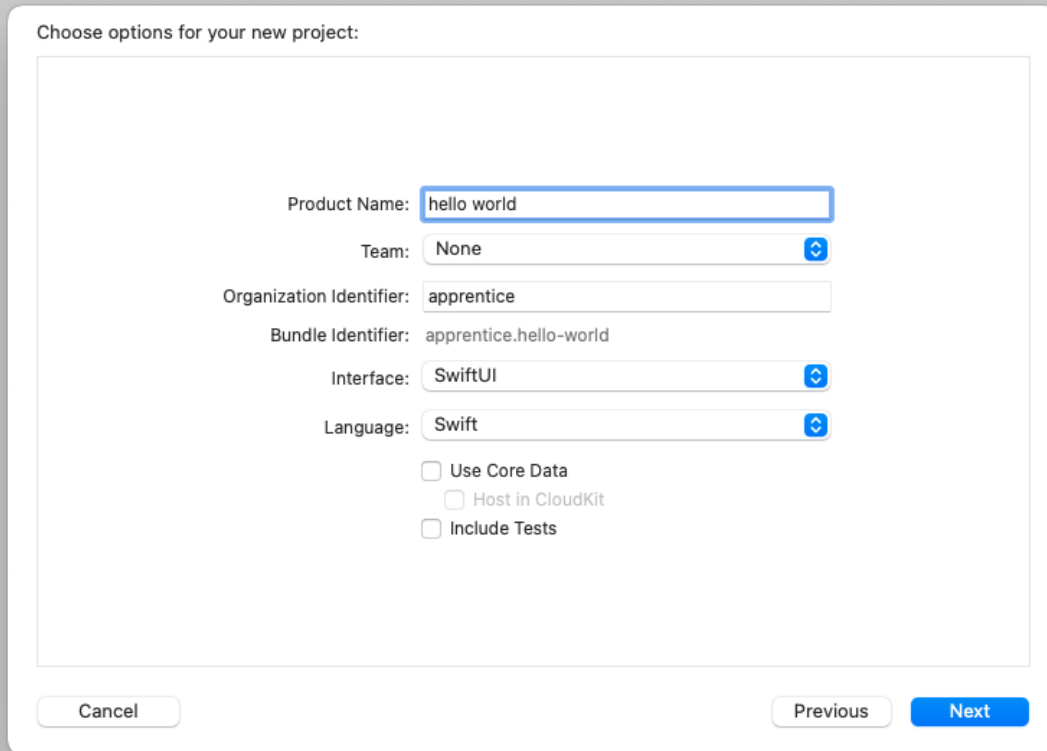 Choose options for your new project:
Product Name: hello world
Team: None
Organization Identifier: apprentice
Bundle Identifier: apprentice.hello-world
Interface: SwiftUI
Language: Swift
Use Core Data
Host in CloudKit
Include Tests
Cancel Previous Next